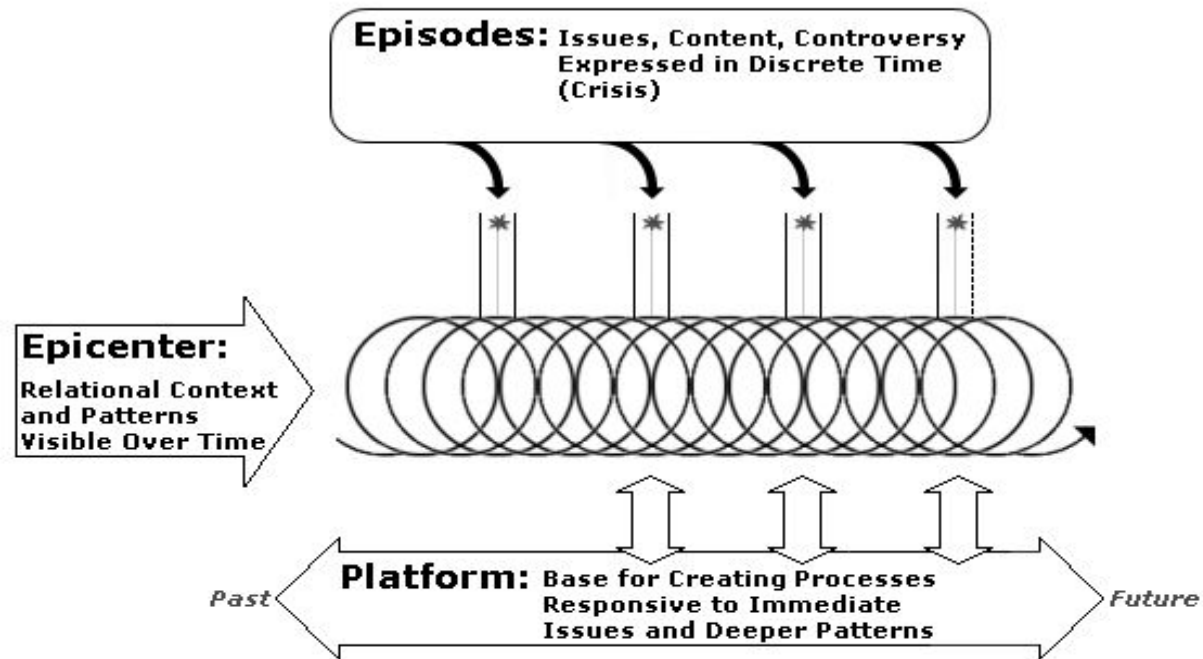 Episodes: Issues, Content, Controversy
Expressed in Discrete Time
(Crisis)
Epicenter:
Relational Context
and Patterns
Visible Over Time
Platform: Base for Creating Processes
Responsive to Immediate
Issues and Deeper Patterns
Past
Future